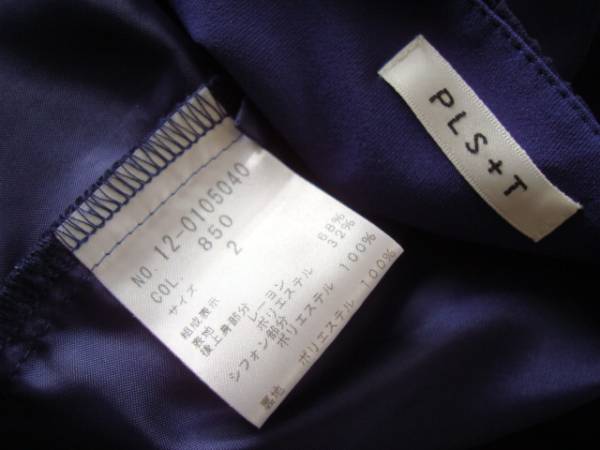 PLS+T
NO. 12-0105040
COL. 850
サイズ 2
組成表示
表地 レーヨン 68%
後上身部分 ポリエステル 32%
シフォン部分 ポリエステル 100%
裏地 ポリエステル 100%